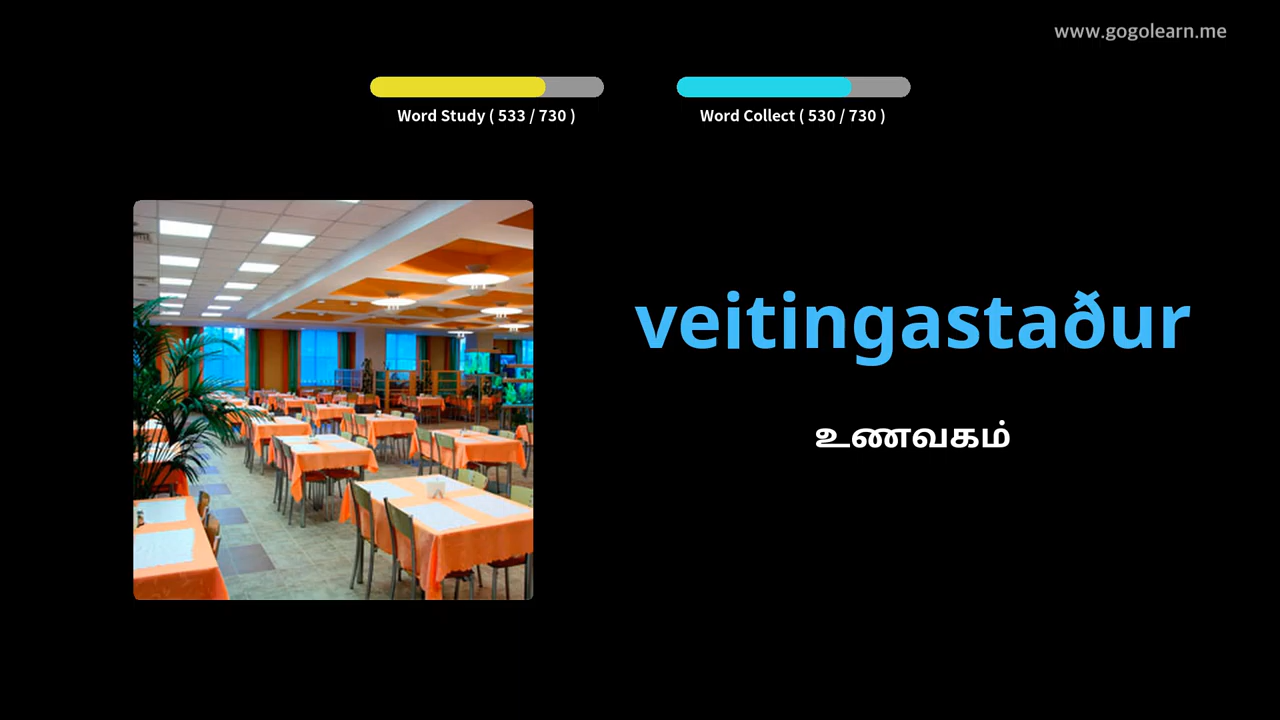 www.gogolearn.me
Word Study ( 533 / 730 )
Word Collect ( 530 / 730 )
veitingastaður
உணவகம்